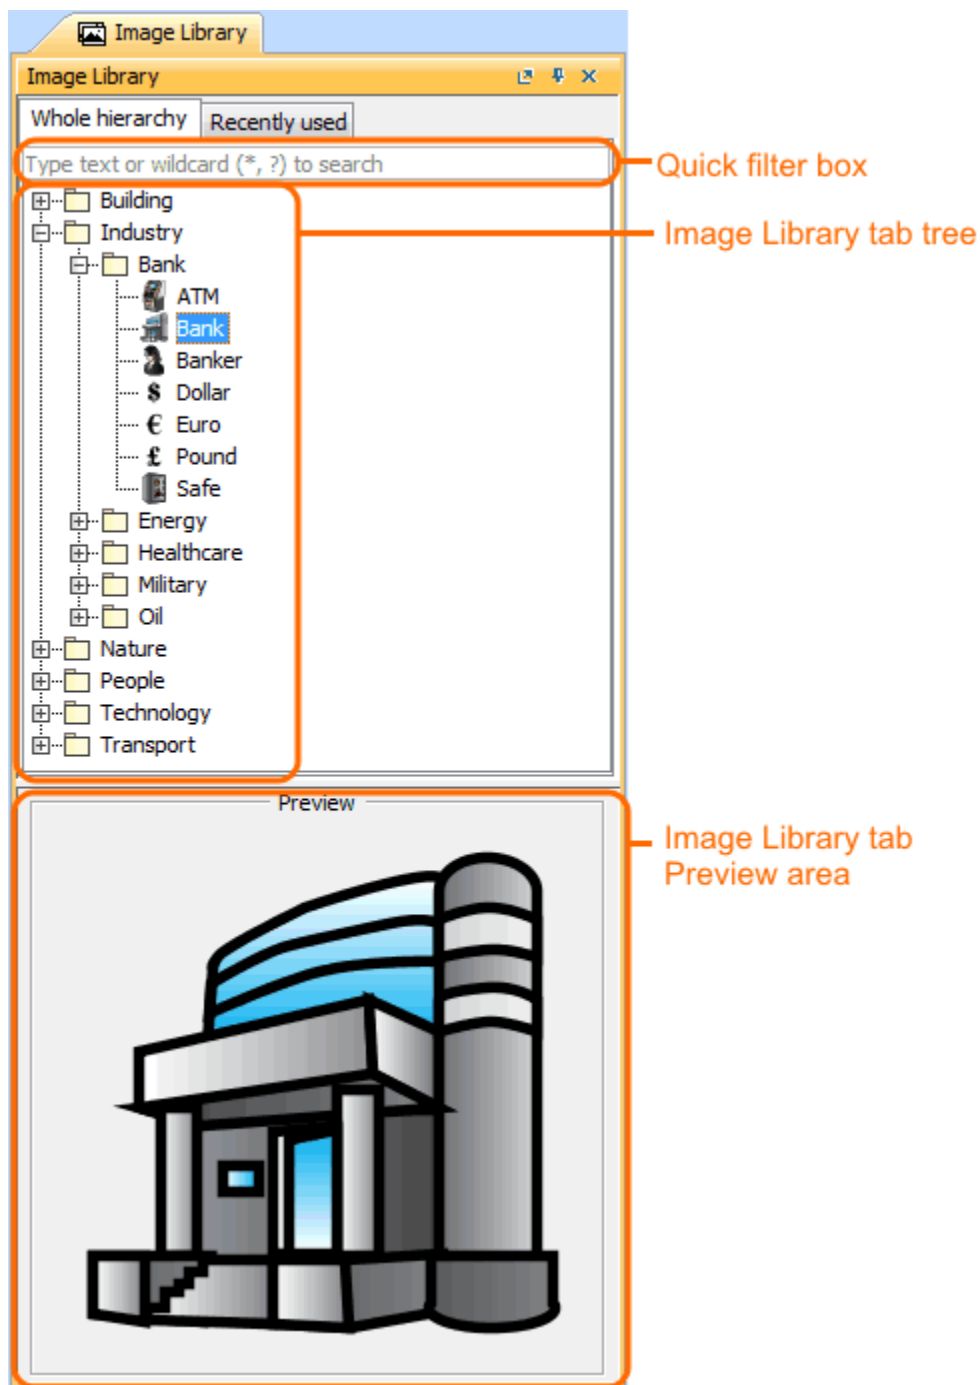 Image Library
Image Library
Whole hierarchy Recently used
Type text or wildcard (*, ?) to search
Quick filter box
Building
Industry
Image Library tab tree
Bank
ATM
Bank
Banker
$ Dollar
€ Euro
£ Pound
Safe
Energy
Healthcare
Military
Oil
Nature
People
Technology
Transport
Preview
Image Library tab
Preview area